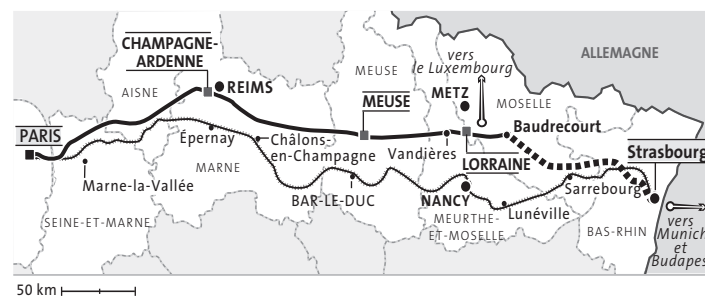 CHAMPAGNE-
ARDENNE
vers
le Luxembourg
ALLEMAGNE
AISNE
REIMS
MEUSE
METZ
MOSELLE
MEUSE
PARIS
Épernay
Châlons-
en-Champagne
Vandières
Baudrecourt
LORRAINE
Strasbourg
MARNE
Marne-la-Vallée
BAR-LE-DUC
NANCY
Sarrebourg
SEINE-ET-MARNE
MEURTHE-
ET-MOSELLE
Lunéville
BAS-RHIN
vers
Munich
et
Budapes
50 km